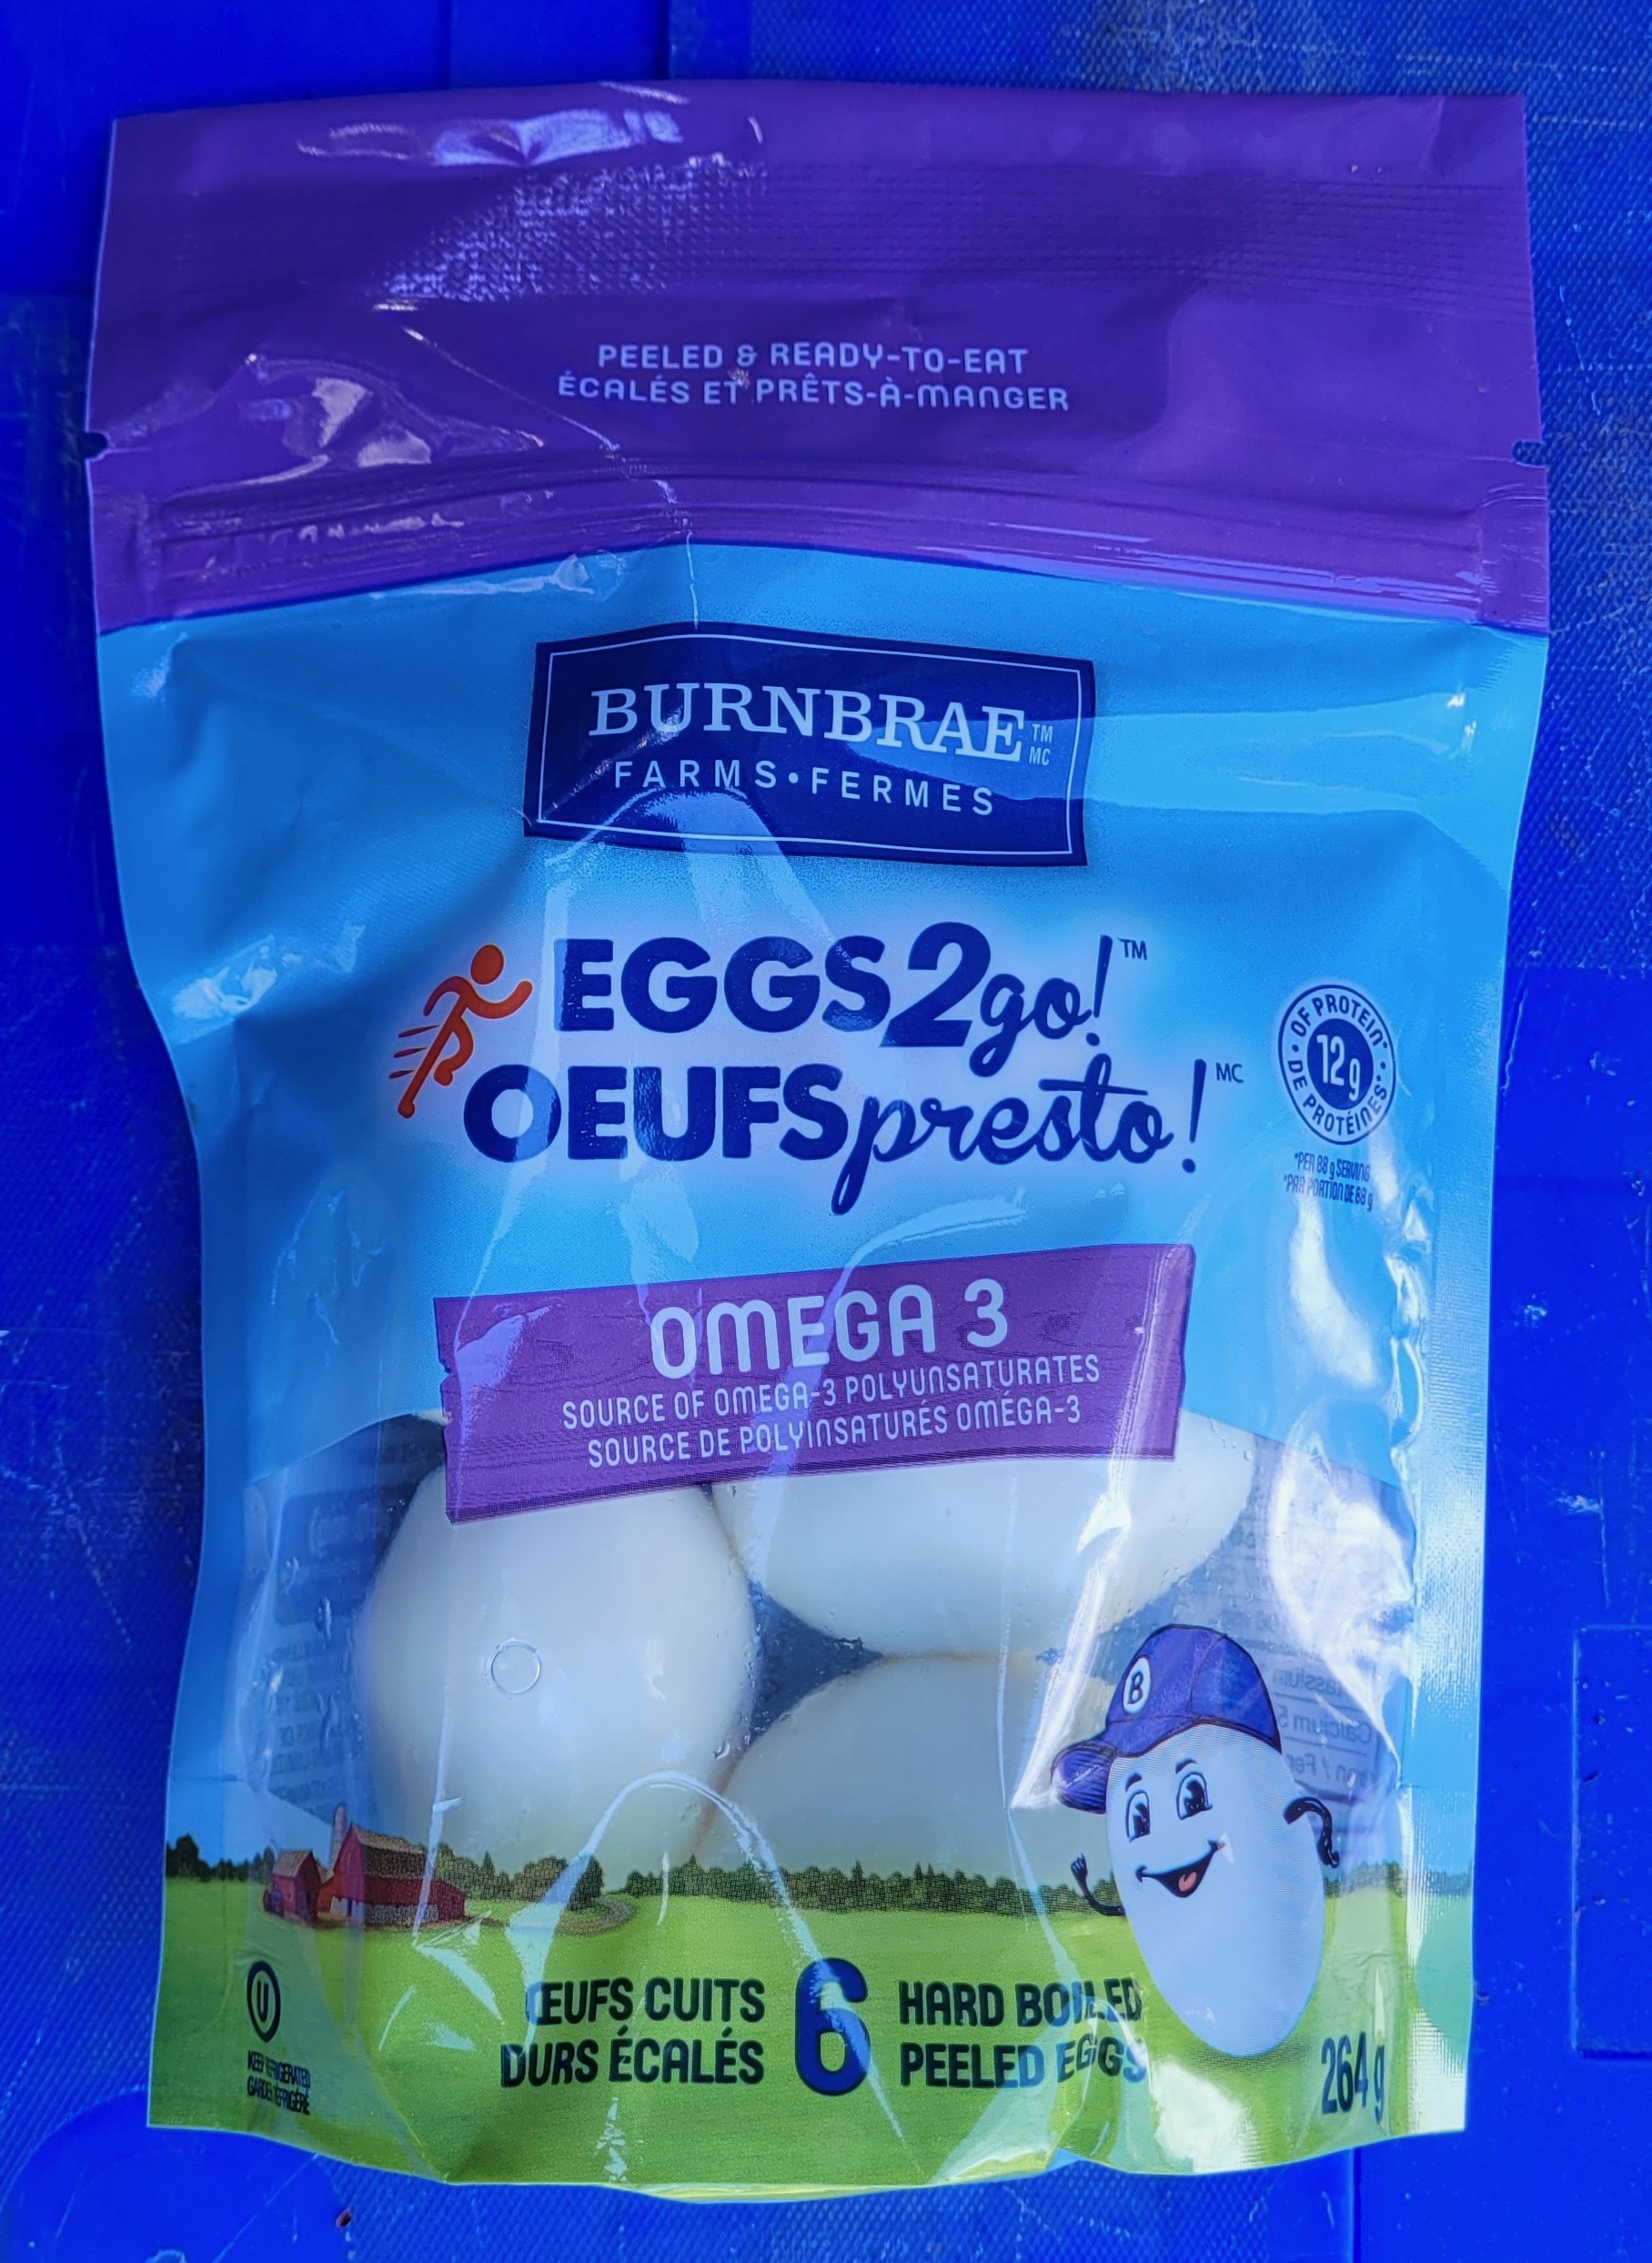 PEELED & READY-TO-EAT
ÉCALÉS ET PRÊTS-À-MANGER
BURNBRAE TM MC
FARMS•FERMES
EGGS2go! TM
OEUFSpresto! MC
• OF PROTEIN* •
12g
DE PROTÉINES*
*PER 88 g SERVING
*PAR PORTION DE 88 g
OMEGA 3
SOURCE OF OMEGA-3 POLYUNSATURATES
SOURCE DE POLYINSATURÉS OMÉGA-3
B
Calcium
U
KEEP REFRIGERATED
GARDER RÉFRIGÉRÉ
ŒUFS CUITS
DURS ÉCALÉS
6
HARD BOILED
PEELED EGGS
264 g